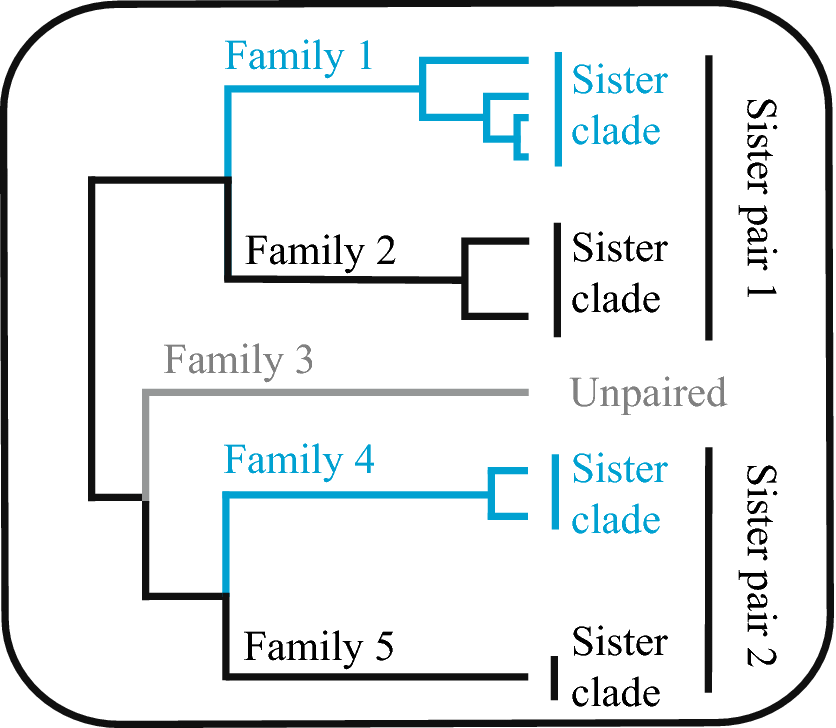 Family 1
Sister
clade
Sister pair 1
Family 2
Sister
clade
Family 3
Unpaired
Family 4
Sister
clade
Sister pair 2
Family 5
Sister
clade